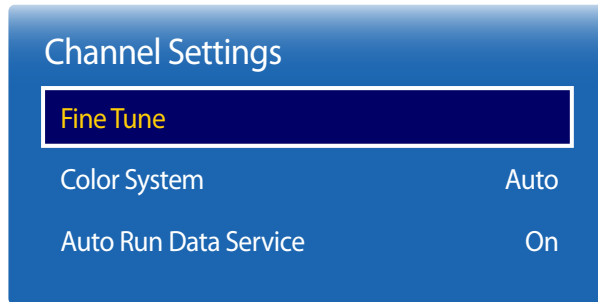 Channel Settings
Fine Tune
Color System Auto
Auto Run Data Service On